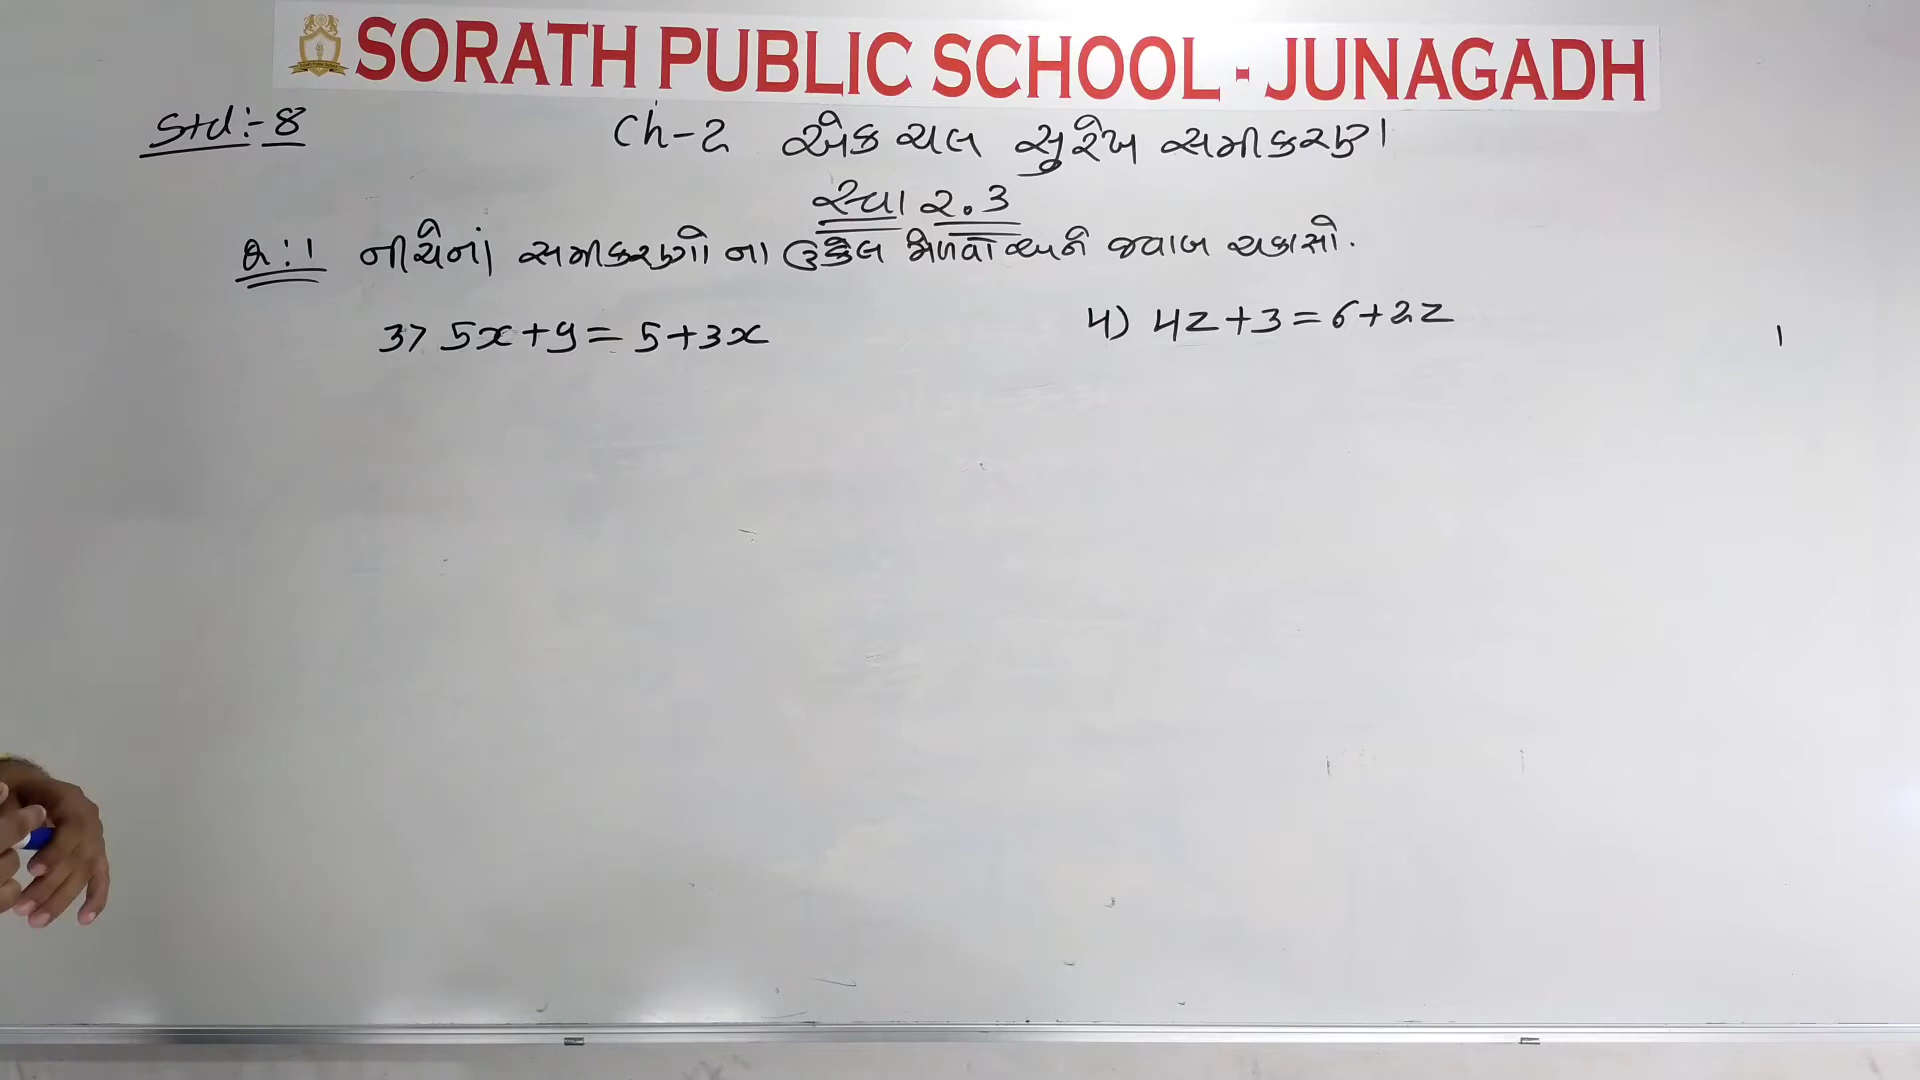 SORATH PUBLIC SCHOOL - JUNAGADH
Std:- 8
Ch-2 એક ચલ સુરેખ સમીકરણ
સ્વા ૨.૩
Q:1 નીચેનાં સમીકરણો ના ઉકેલ મેળવો અને જવાબ ચકાસો.
3> 5x+9=5+3x
4) 4z+3=6+2z